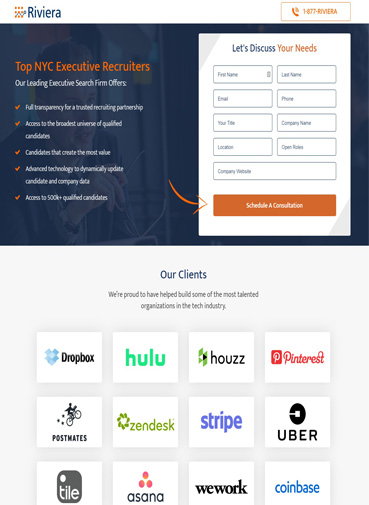 Riviera
1-877-RIVIERA
Top NYC Executive Recruiters
Our Leading Executive Search Firm Offers:
Full transparency for a trusted recruiting partnership
Access to the broadest universe of qualified
candidates
Candidates that create the most value
Advanced technology to dynamically update
candidate and company data
Access to 500k+ qualified candidates
Let's Discuss Your Needs
First Name
Last Name
Email
Phone
Your Title
Company Name
Location
Open Roles
Company Website
Schedule A Consultation
Our Clients
We're proud to have helped build some of the most talented
organizations in the tech industry.
Dropbox
hulu
houzz
Pinterest
POSTMATES
zendesk
stripe
UBER
tile
asana
wework
coinbase